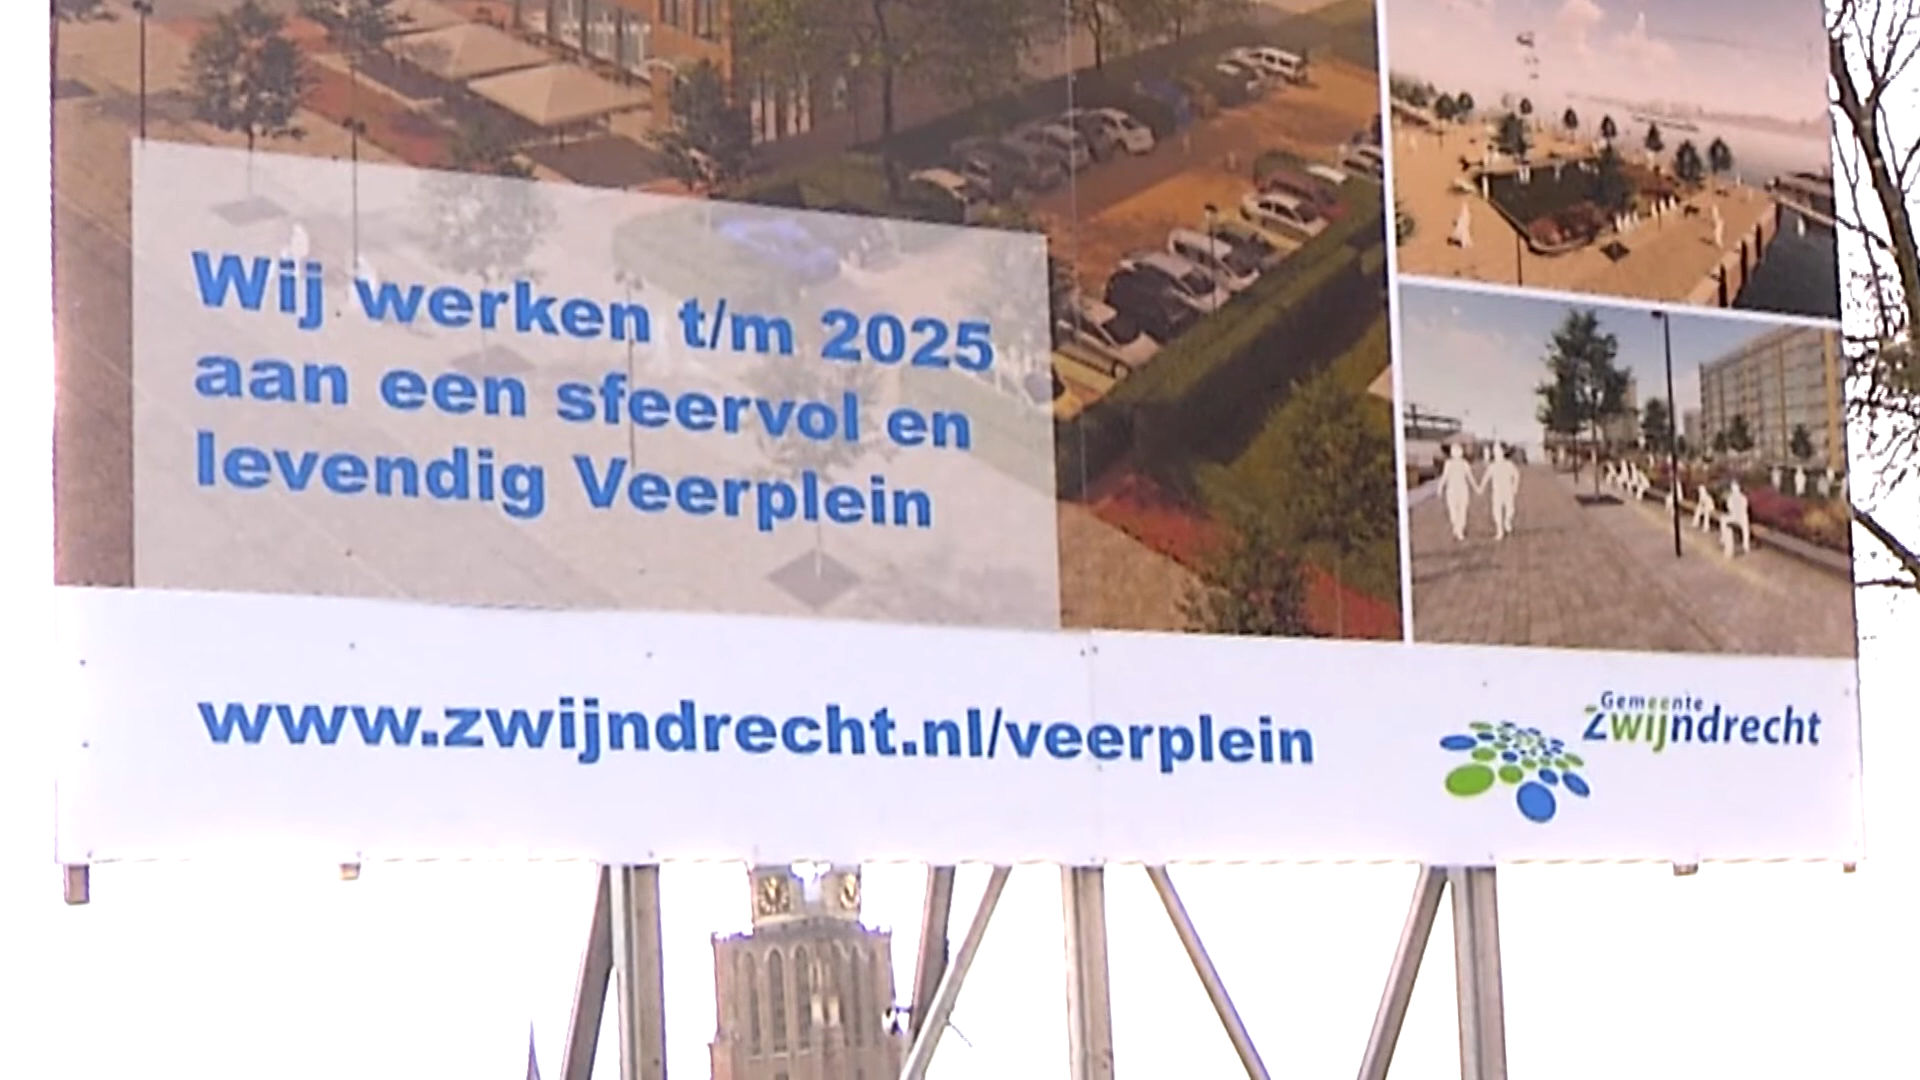 Wij werken t/m 2025
aan een sfeervol en
levendig Veerplein
www.zwijndrecht.nl/veerplein
Gemeente
Zwijndrecht